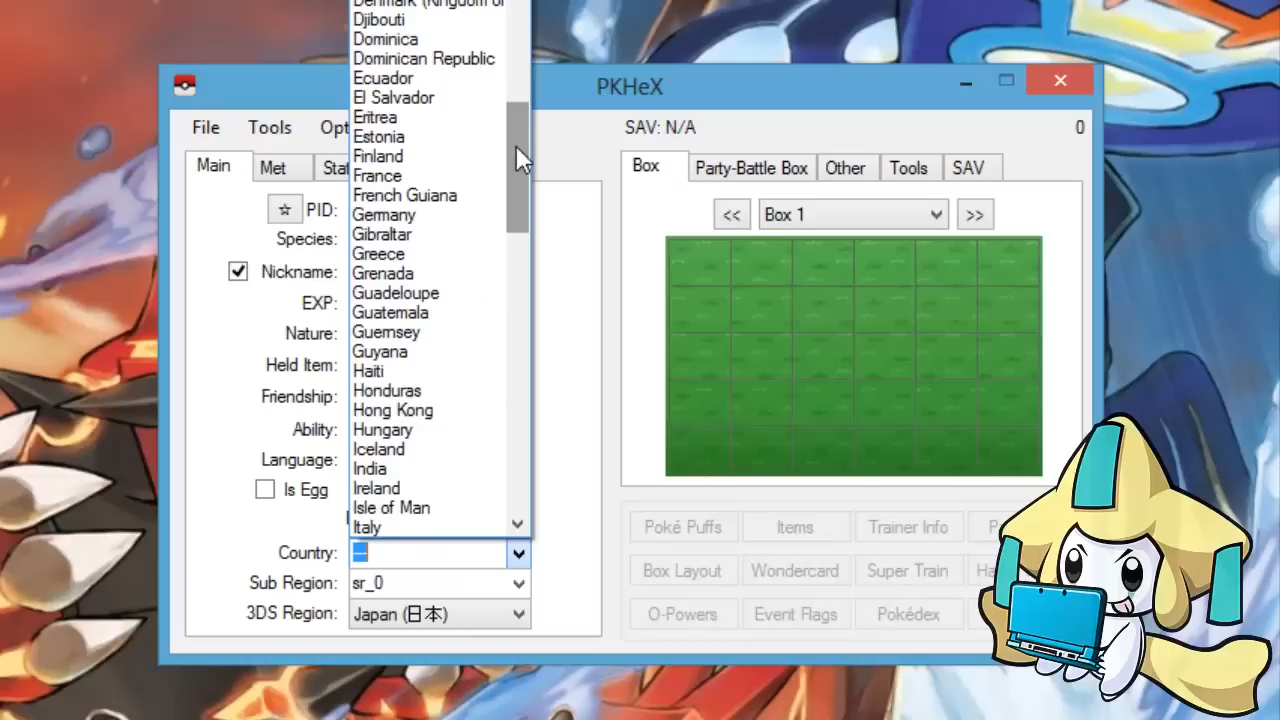 Denmark (Kingdom of
Djibouti
Dominica
Dominican Republic
Ecuador
El Salvador
Eritrea
Estonia
Finland
France
French Guiana
Germany
Gibraltar
Greece
Grenada
Guadeloupe
Guatemala
Guernsey
Guyana
Haiti
Honduras
Hong Kong
Hungary
Iceland
India
Ireland
Isle of Man
Italy
PKHeX
File Tools Opt
SAV: N/A 0
Main Met Stat
Box Party-Battle Box Other Tools SAV
☆ PID:
<< Box 1 >>
Species:
Nickname:
EXP:
Nature:
Held Item:
Friendship:
Ability:
Language:
Is Egg
Country: —
Sub Region: sr_0
3DS Region: Japan (日本)
Poké Puffs Items Trainer Info
Box Layout Wondercard Super Train
O-Powers Event Flags Pokédex